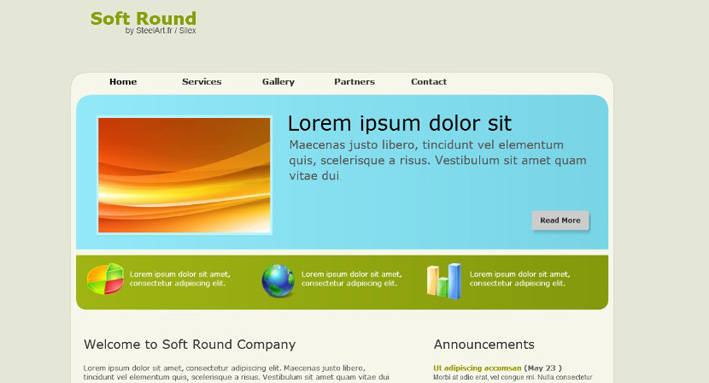 Soft Round
by SteelArt.fr / Silex
Home Services Gallery Partners Contact
Lorem ipsum dolor sit
Maecenas justo libero, tincidunt vel elementum
quis, scelerisque a risus. Vestibulum sit amet quam
vitae dui
Read More
Lorem ipsum dolor sit amet,
consectetur adipiscing elit.
Lorem ipsum dolor sit amet,
consectetur adipiscing elit.
Lorem ipsum dolor sit amet,
consectetur adipiscing elit.
Welcome to Soft Round Company
Lorem ipsum dolor sit amet, consectetur adipiscing elit. Maecenas justo libero,
tincidunt vel elementum quis, scelerisque a risus. Vestibulum sit amet quam vitae dui
Announcements
Ut adipiscing accumsan (May 23 )
Morbi at odio erat, vel congue mi. Nulla consectetur